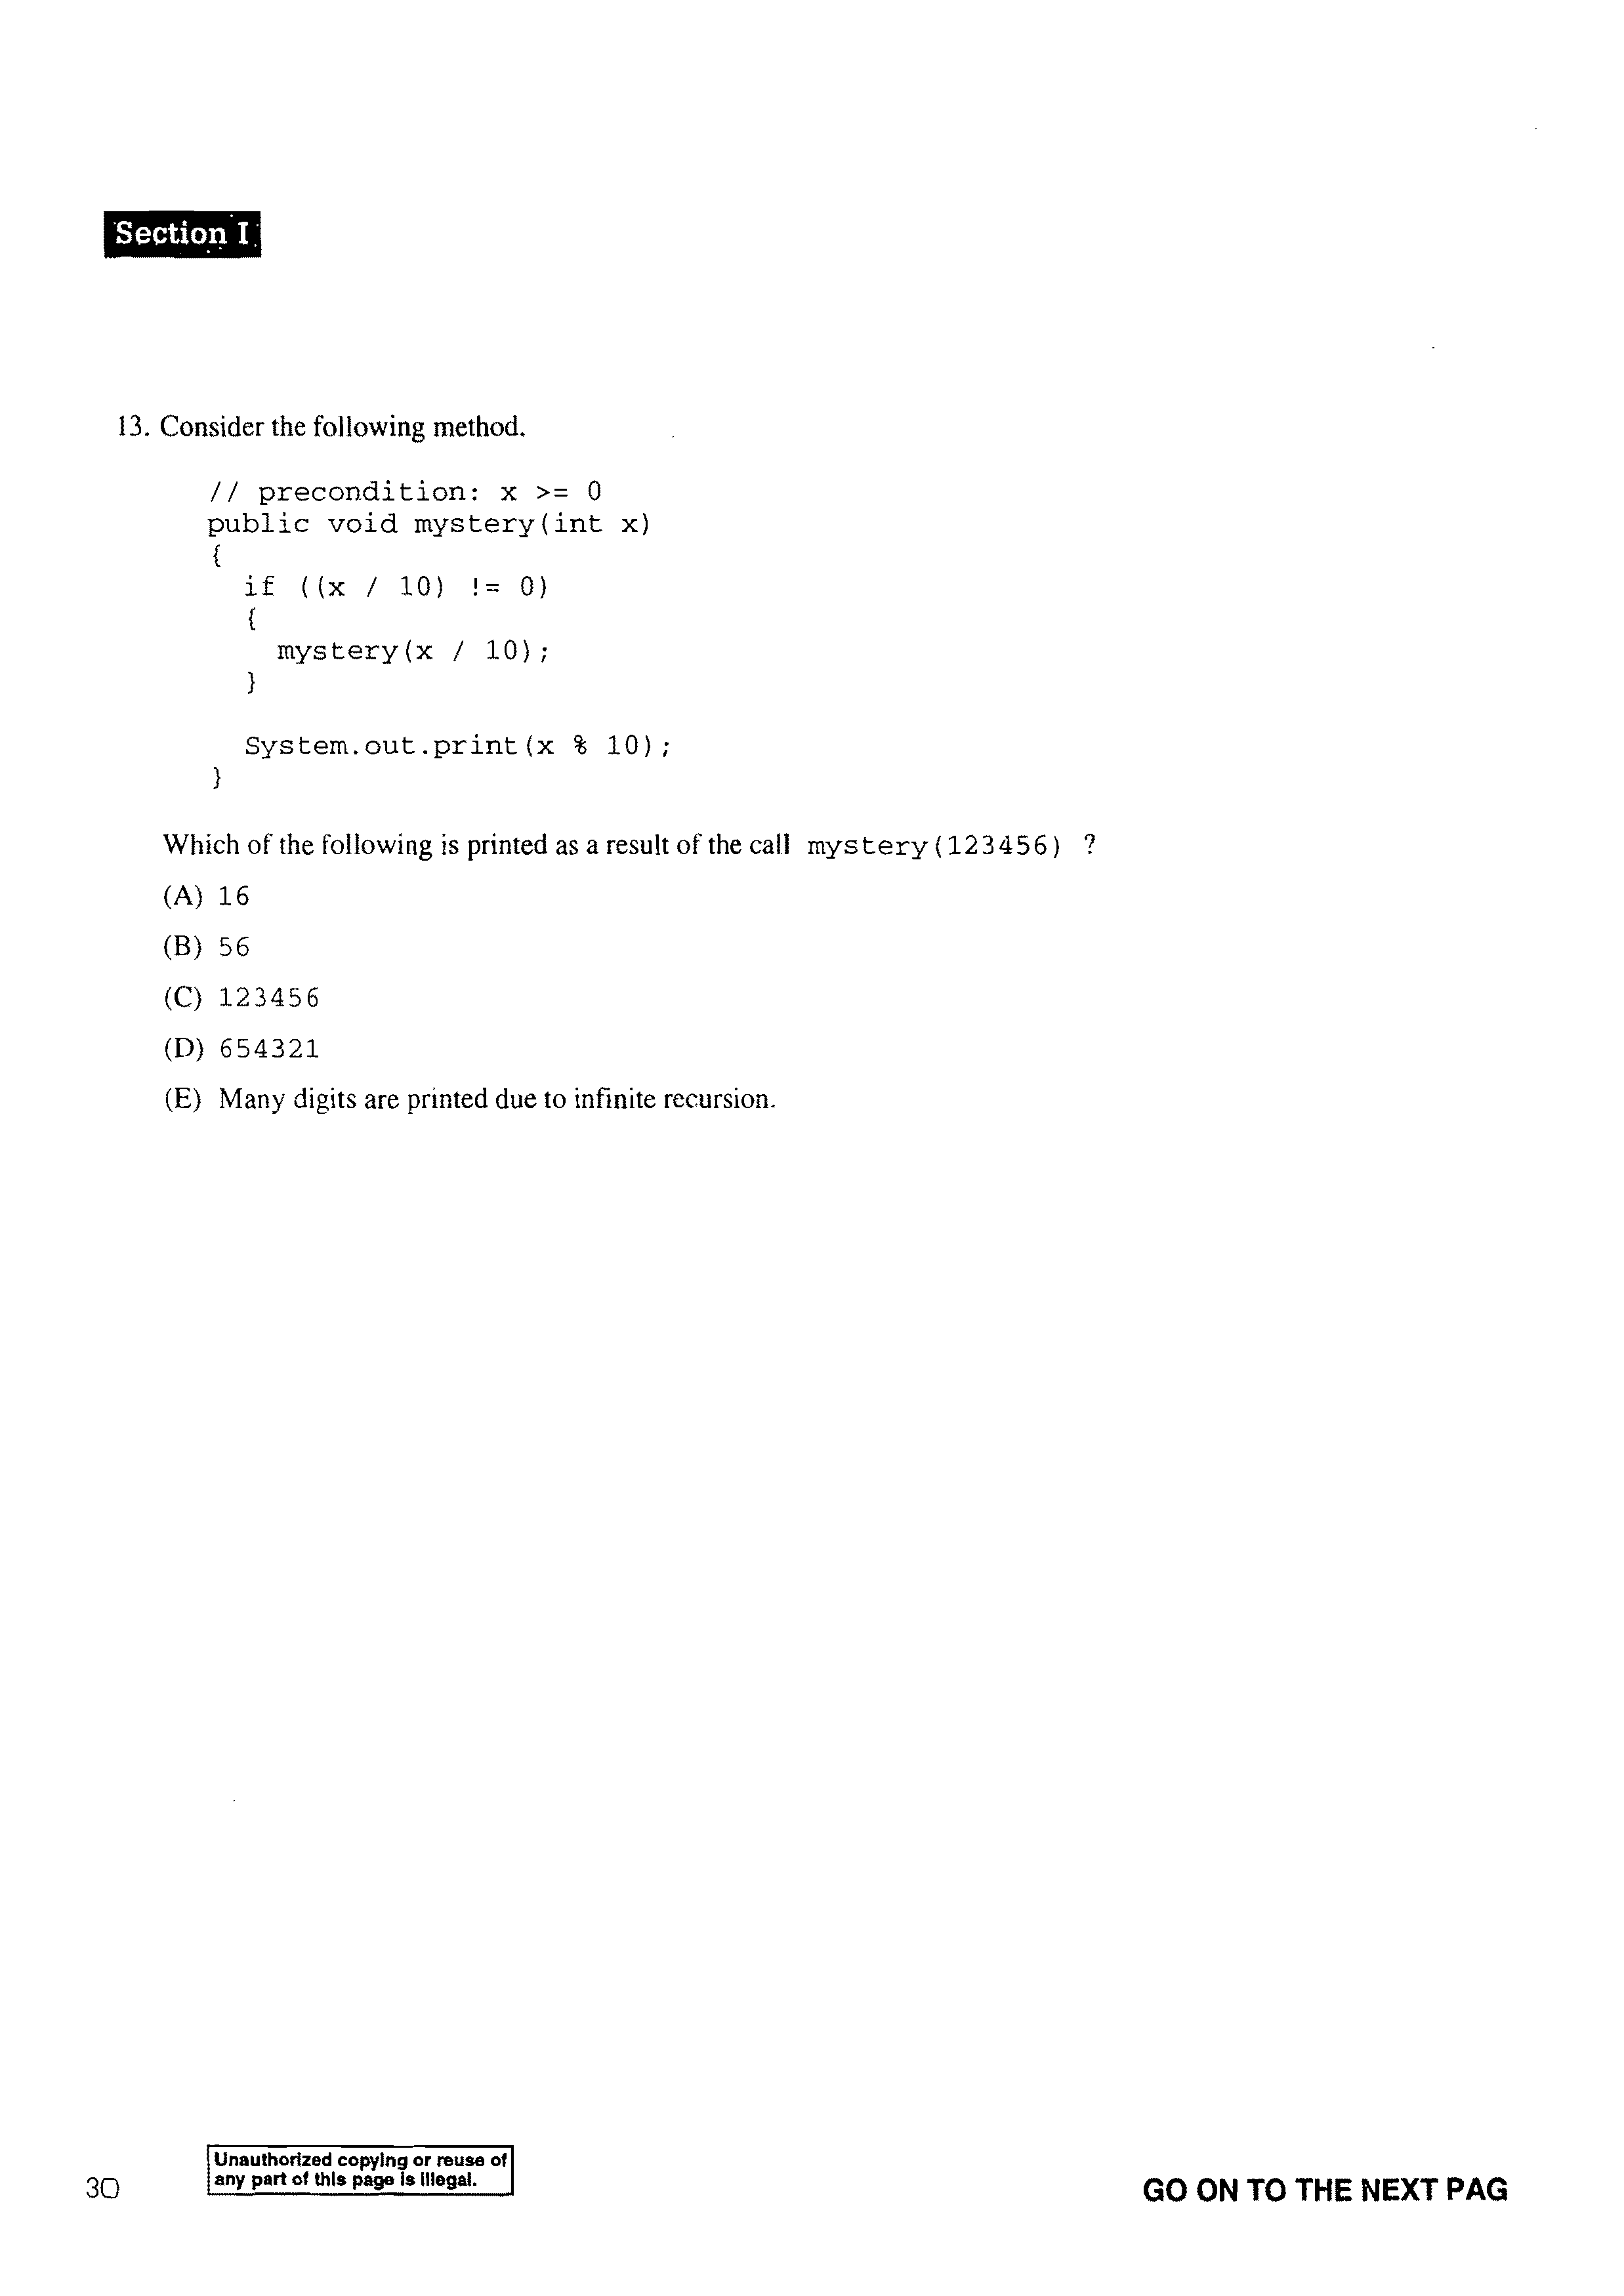 Section I
13. Consider the following method.
// precondition: x >= 0
public void mystery(int x)
{
if ((x / 10) != 0)
{
mystery(x / 10);
}
System.out.print(x % 10);
}
Which of the following is printed as a result of the call mystery(123456) ?
(A) 16
(B) 56
(C) 123456
(D) 654321
(E) Many digits are printed due to infinite recursion.
Unauthorized copying or reuse of
any part of this page is illegal.
30
GO ON TO THE NEXT PAG